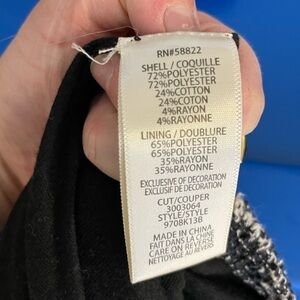 RN#58822
SHELL / COQUILLE
72%POLYESTER
72%POLYESTER
24%COTTON
24%COTON
4%RAYON
4%RAYONNE
LINING / DOUBLURE
65%POLYESTER
65%POLYESTER
35%RAYON
35%RAYONNE
EXCLUSIVE OF DECORATION
EXCLUSIF DE DECORATION
CUT/COUPER
3003064
STYLE/STYLE
9708K13B
MADE IN CHINA
FAIT DANS LA CHINE
CARE ON REVERSE
NETTOYAGE AU REVERS